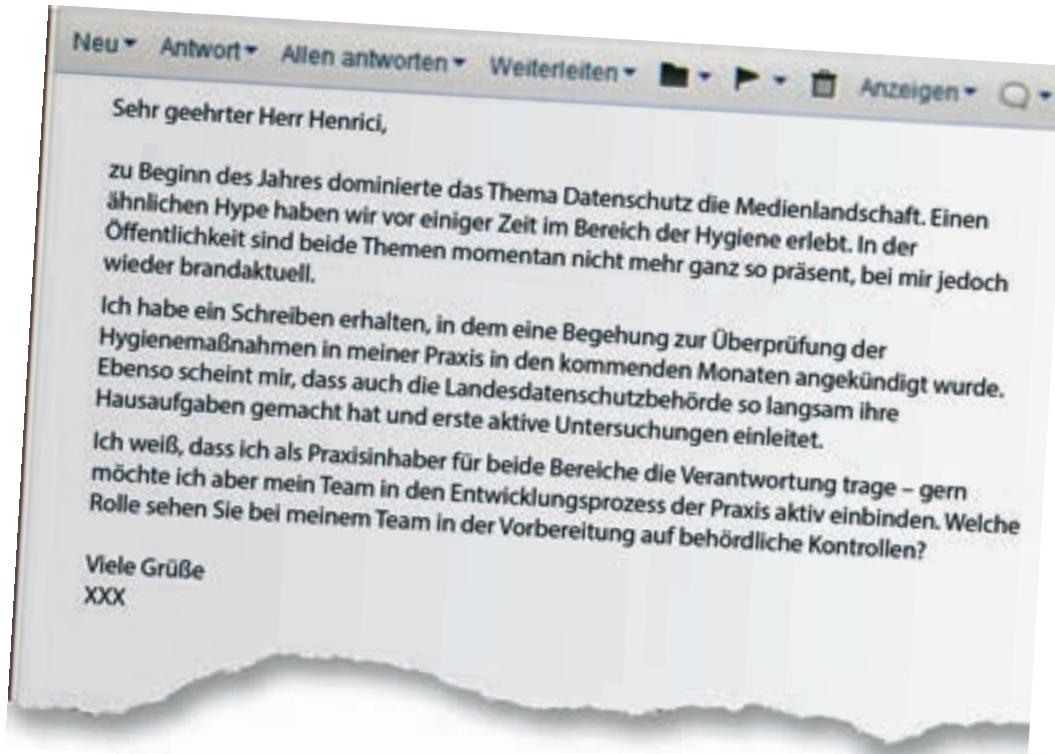 Neu Antwort Allen antworten Weiterleiten Anzeigen
Sehr geehrter Herr Henrici,
zu Beginn des Jahres dominierte das Thema Datenschutz die Medienlandschaft. Einen
ähnlichen Hype haben wir vor einiger Zeit im Bereich der Hygiene erlebt. In der
Öffentlichkeit sind beide Themen momentan nicht mehr ganz so präsent, bei mir jedoch
wieder brandaktuell.
Ich habe ein Schreiben erhalten, in dem eine Begehung zur Überprüfung der
Hygienemaßnahmen in meiner Praxis in den kommenden Monaten angekündigt wurde.
Ebenso scheint mir, dass auch die Landesdatenschutzbehörde so langsam ihre
Hausaufgaben gemacht hat und erste aktive Untersuchungen einleitet.
Ich weiß, dass ich als Praxisinhaber für beide Bereiche die Verantwortung trage – gern
möchte ich aber mein Team in den Entwicklungsprozess der Praxis aktiv einbinden. Welche
Rolle sehen Sie bei meinem Team in der Vorbereitung auf behördliche Kontrollen?
Viele Grüße
XXX